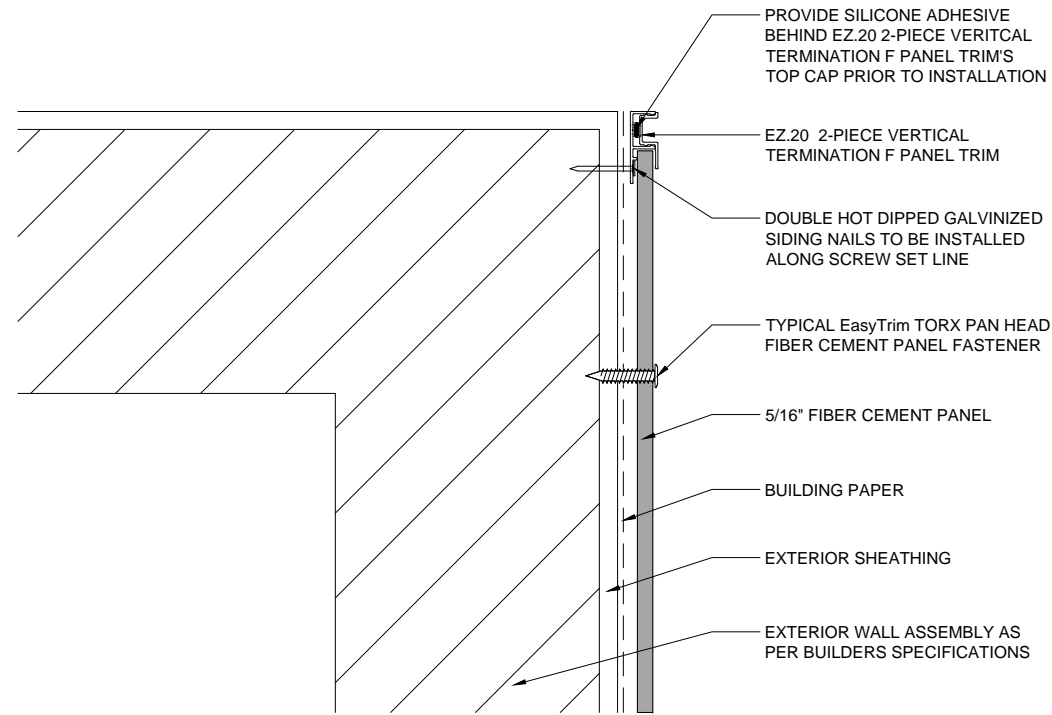 PROVIDE SILICONE ADHESIVE
BEHIND EZ.20 2-PIECE VERITCAL
TERMINATION F PANEL TRIM'S
TOP CAP PRIOR TO INSTALLATION
EZ.20 2-PIECE VERTICAL
TERMINATION F PANEL TRIM
DOUBLE HOT DIPPED GALVINIZED
SIDING NAILS TO BE INSTALLED
ALONG SCREW SET LINE
TYPICAL EasyTrim TORX PAN HEAD
FIBER CEMENT PANEL FASTENER
5/16" FIBER CEMENT PANEL
BUILDING PAPER
EXTERIOR SHEATHING
EXTERIOR WALL ASSEMBLY AS
PER BUILDERS SPECIFICATIONS